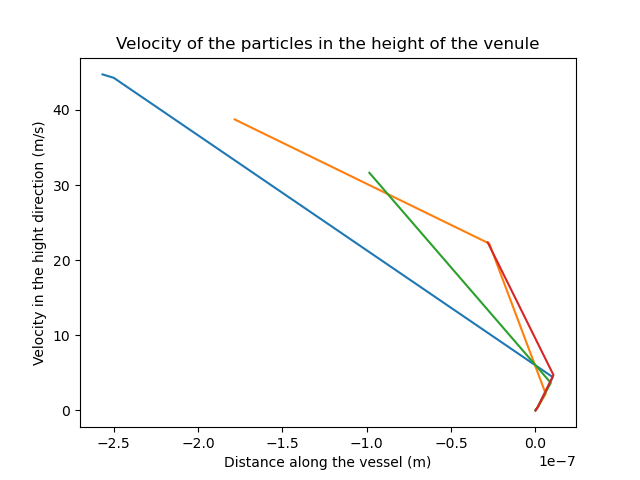 Velocity of the particles in the height of the venule
Velocity in the hight direction (m/s)
40
30
20
10
0
−2.5 −2.0 −1.5 −1.0 −0.5 0.0
1e−7
Distance along the vessel (m)